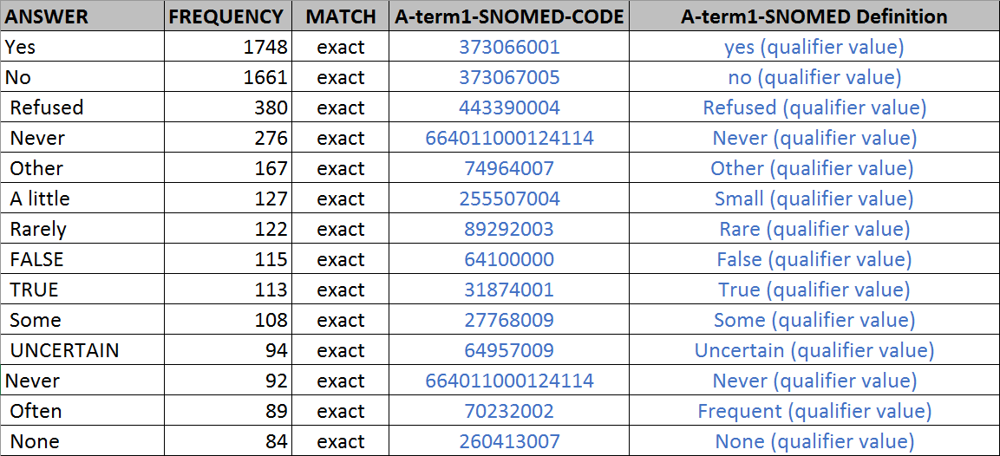 ANSWER FREQUENCY MATCH A-term1-SNOMED-CODE A-term1-SNOMED Definition
Yes 1748 exact 373066001 yes (qualifier value)
No 1661 exact 373067005 no (qualifier value)
Refused 380 exact 443390004 Refused (qualifier value)
Never 276 exact 664011000124114 Never (qualifier value)
Other 167 exact 74964007 Other (qualifier value)
A little 127 exact 255507004 Small (qualifier value)
Rarely 122 exact 89292003 Rare (qualifier value)
FALSE 115 exact 64100000 False (qualifier value)
TRUE 113 exact 31874001 True (qualifier value)
Some 108 exact 27768009 Some (qualifier value)
UNCERTAIN 94 exact 64957009 Uncertain (qualifier value)
Never 92 exact 664011000124114 Never (qualifier value)
Often 89 exact 70232002 Frequent (qualifier value)
None 84 exact 260413007 None (qualifier value)